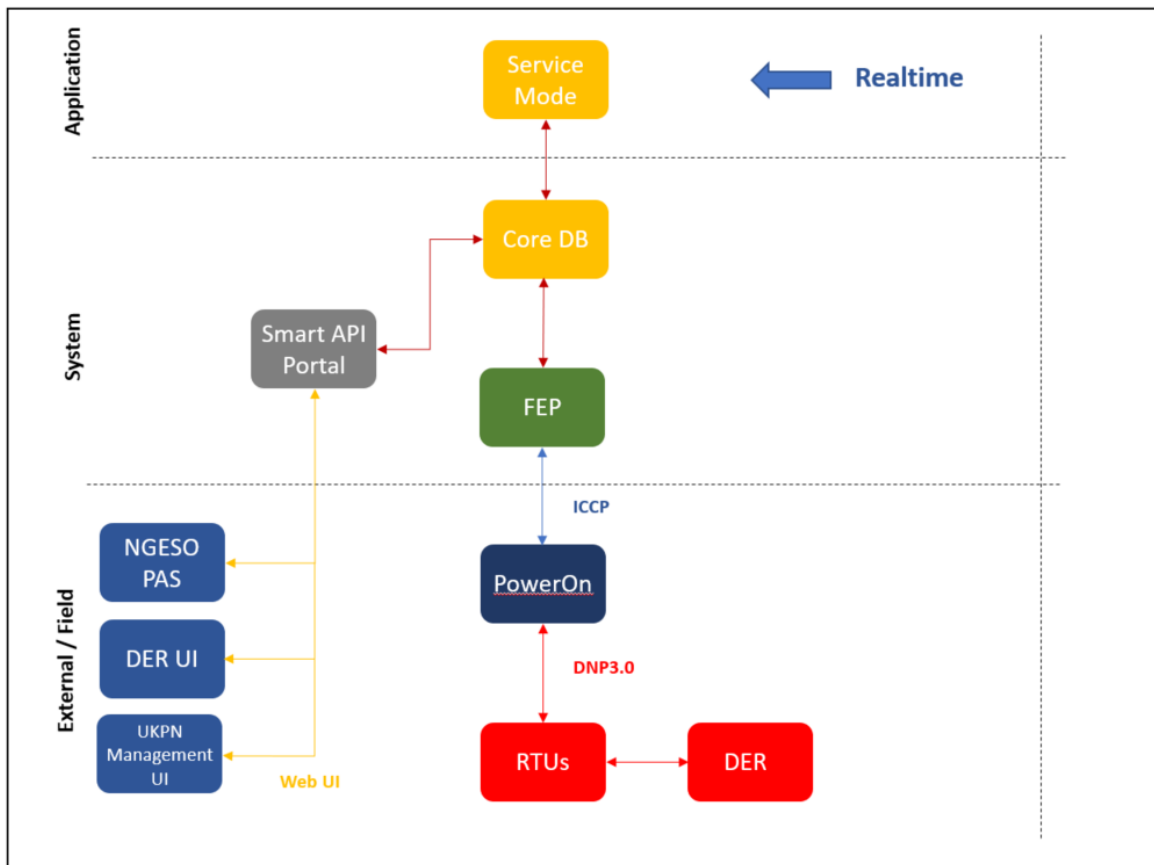 Application
Service
Mode
Realtime
System
Core DB
Smart API
Portal
FEP
ICCP
External / Field
NGESO
PAS
PowerOn
DER UI
DNP3.0
UKPN
Management
UI
Web UI
RTUs
DER